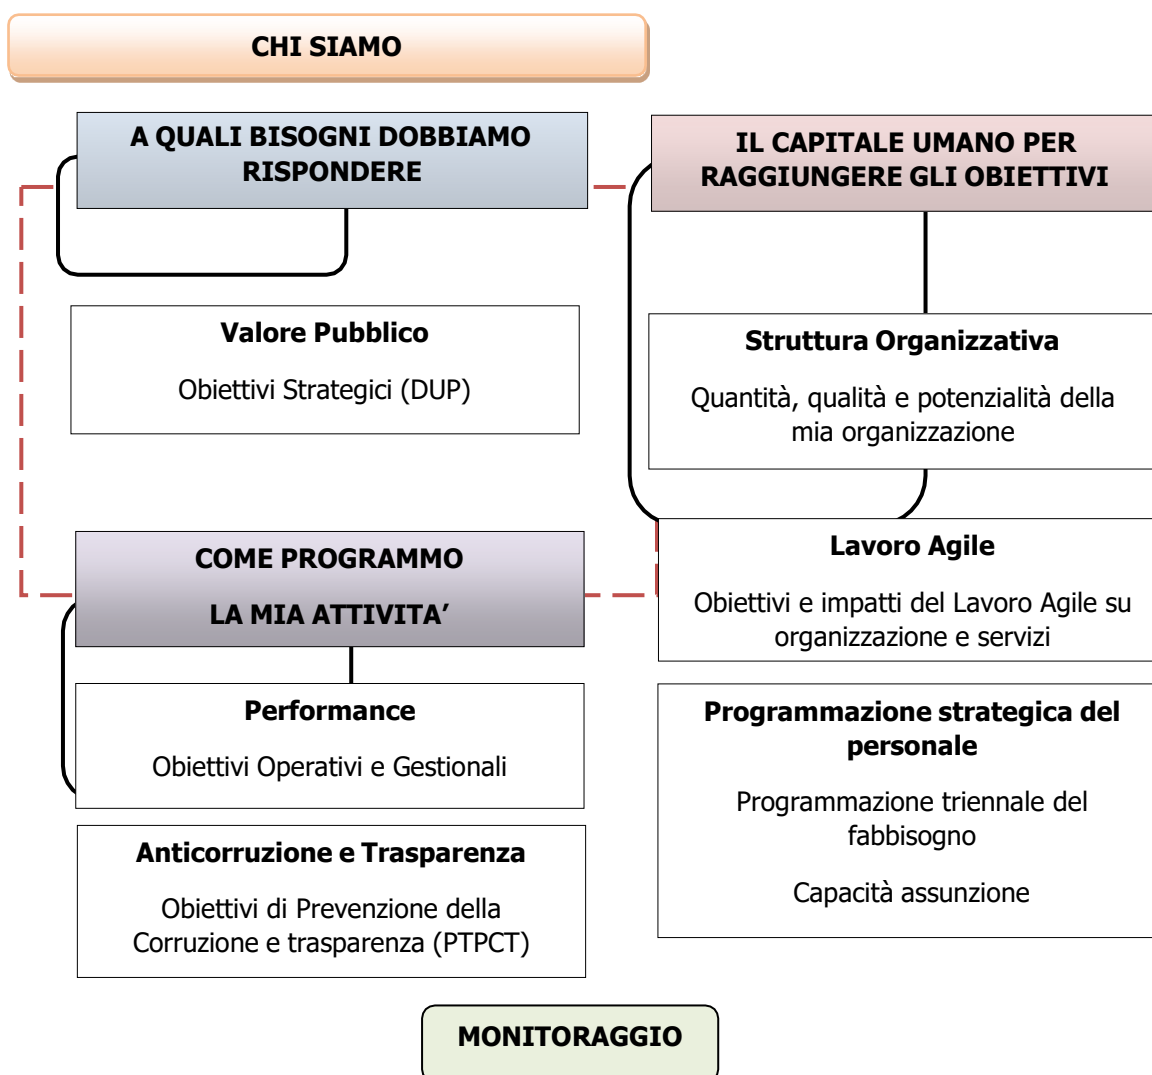 CHI SIAMO
A QUALI BISOGNI DOBBIAMO
RISPONDERE
Valore Pubblico
Obiettivi Strategici (DUP)
COME PROGRAMMO
LA MIA ATTIVITA’
Performance
Obiettivi Operativi e Gestionali
Anticorruzione e Trasparenza
Obiettivi di Prevenzione della
Corruzione e trasparenza (PTPCT)
IL CAPITALE UMANO PER
RAGGIUNGERE GLI OBIETTIVI
Struttura Organizzativa
Quantità, qualità e potenzialità della
mia organizzazione
Lavoro Agile
Obiettivi e impatti del Lavoro Agile su
organizzazione e servizi
Programmazione strategica del
personale
Programmazione triennale del
fabbisogno
Capacità assunzione
MONITORAGGIO